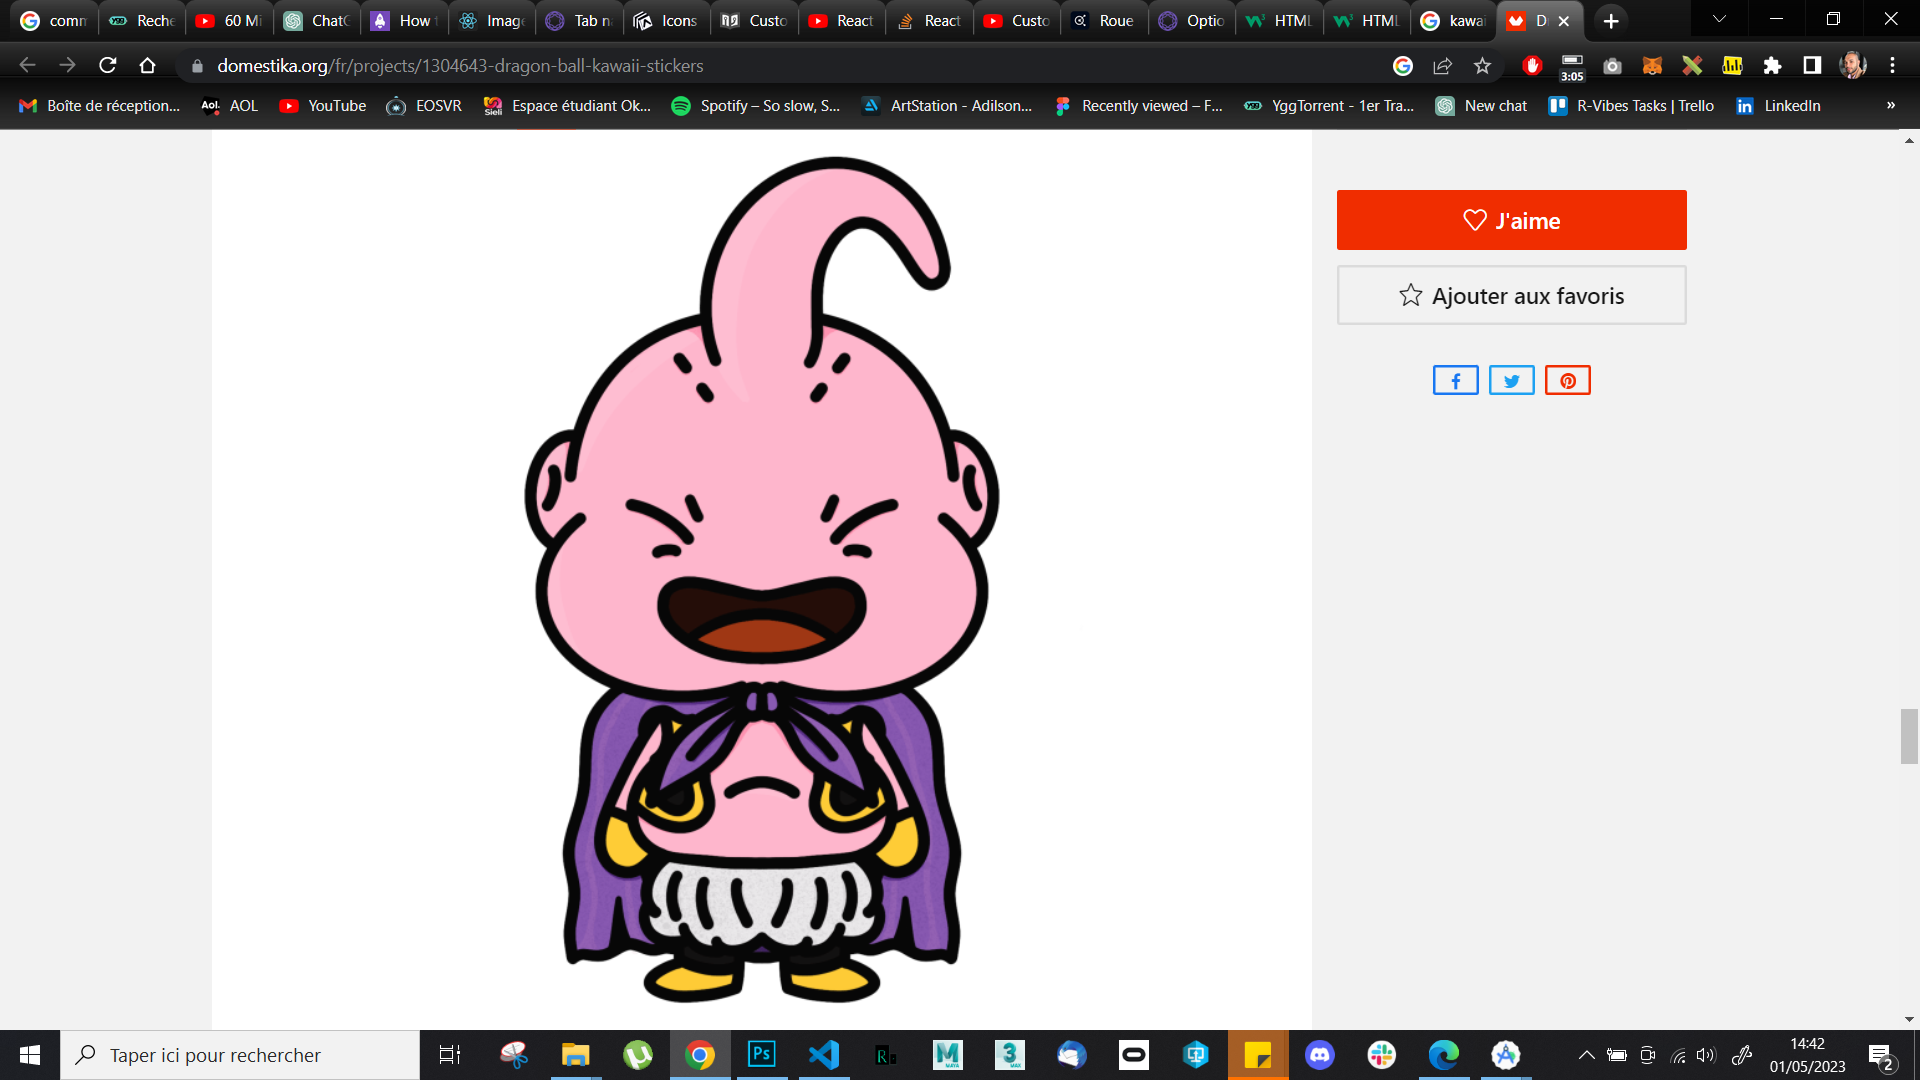 comm
Reche
60 Mi
ChatG
How t
Image
Tab n
Icons
Custo
React
React
Custo
Roue
Optio
HTML
HTML
kawai
D
domestika.org/fr/projects/1304643-dragon-ball-kawaii-stickers
3:05
Boîte de réception...
Aol.
AOL
YouTube
EOSVR
Espace étudiant Ok...
Spotify – So slow, S...
ArtStation - Adilson...
Recently viewed – F...
YggTorrent - 1er Tra...
New chat
R-Vibes Tasks | Trello
LinkedIn
»
J'aime
Ajouter aux favoris
Taper ici pour rechercher
Ps
14:42
01/05/2023
2